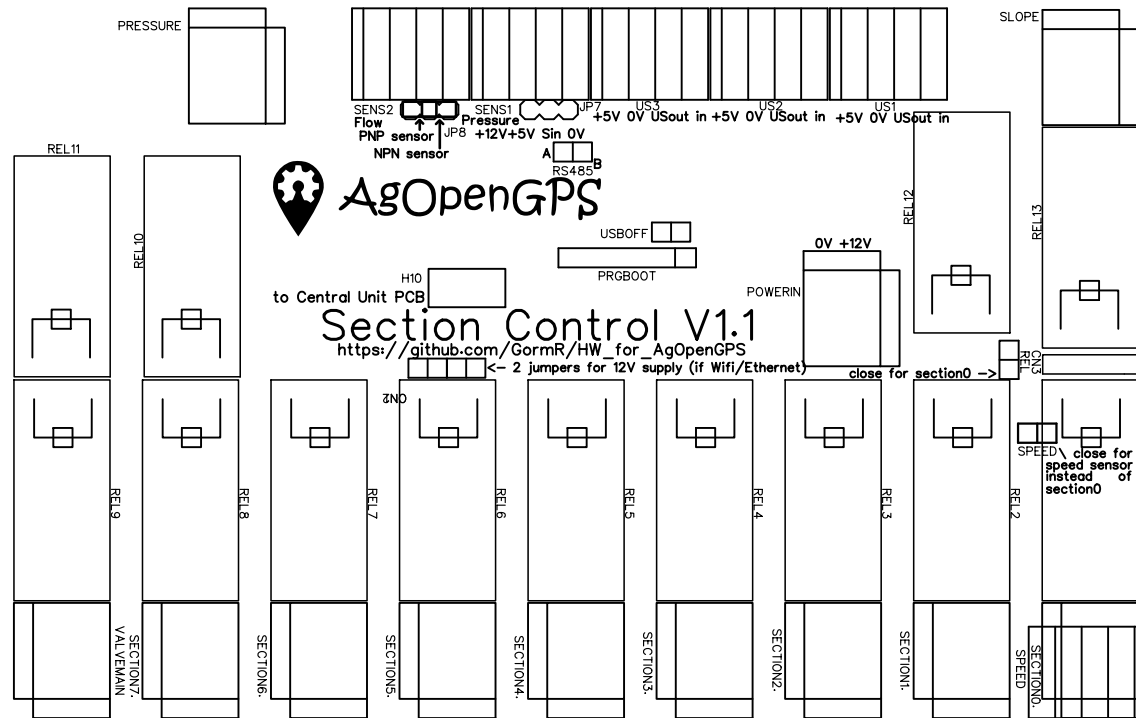 PRESSURE
SLOPE
SENS2
SENS1
JP7
US3
US2
US1
Flow
Pressure
+5V 0V USout in
+5V 0V USout in
+5V 0V USout in
PNP sensor
JP8
+12V+5V Sin 0V
NPN sensor
A
B
RS485
REL11
REL10
REL12
REL13
AgOpenGPS
USBOFF
PRGBOOT
0V +12V
POWERIN
H10
to Central Unit PCB
Section Control V1.1
https://github.com/GormR/HW_for_AgOpenGPS
<- 2 jumpers for 12V supply (if Wifi/Ethernet)
close for section0 ->
REL
CN3
CN2
SPEED
\ close for
speed sensor
instead of
section0
REL9
REL8
REL7
REL6
REL5
REL4
REL3
REL2
SECTION7.
VALVEMAIN
SECTION6.
SECTION5.
SECTION4.
SECTION3.
SECTION2.
SECTION1.
SECTION0.
SPEED